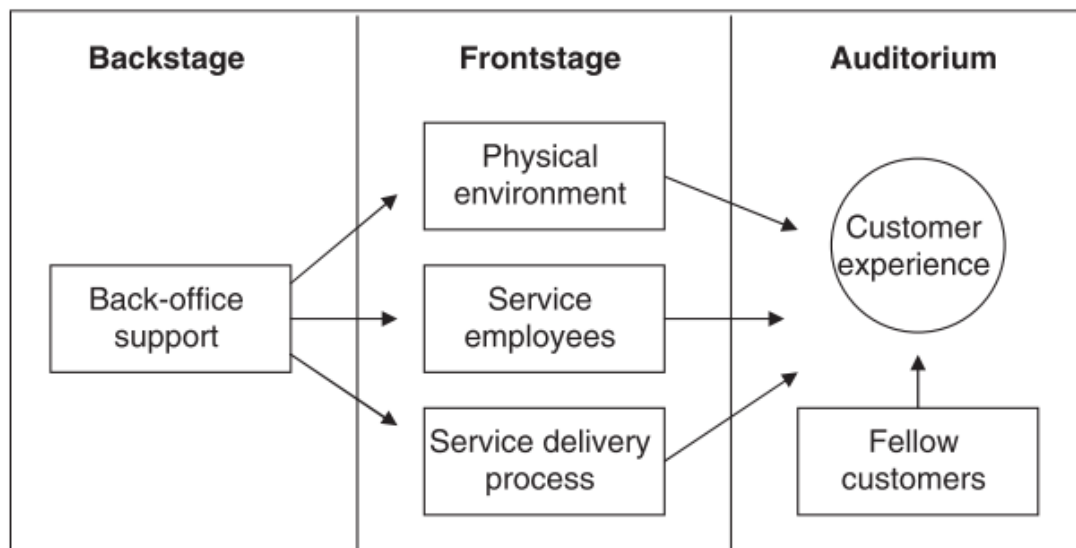 Backstage
Frontstage
Auditorium
Physical
environment
Customer
experience
Back-office
support
Service
employees
Service delivery
process
Fellow
customers